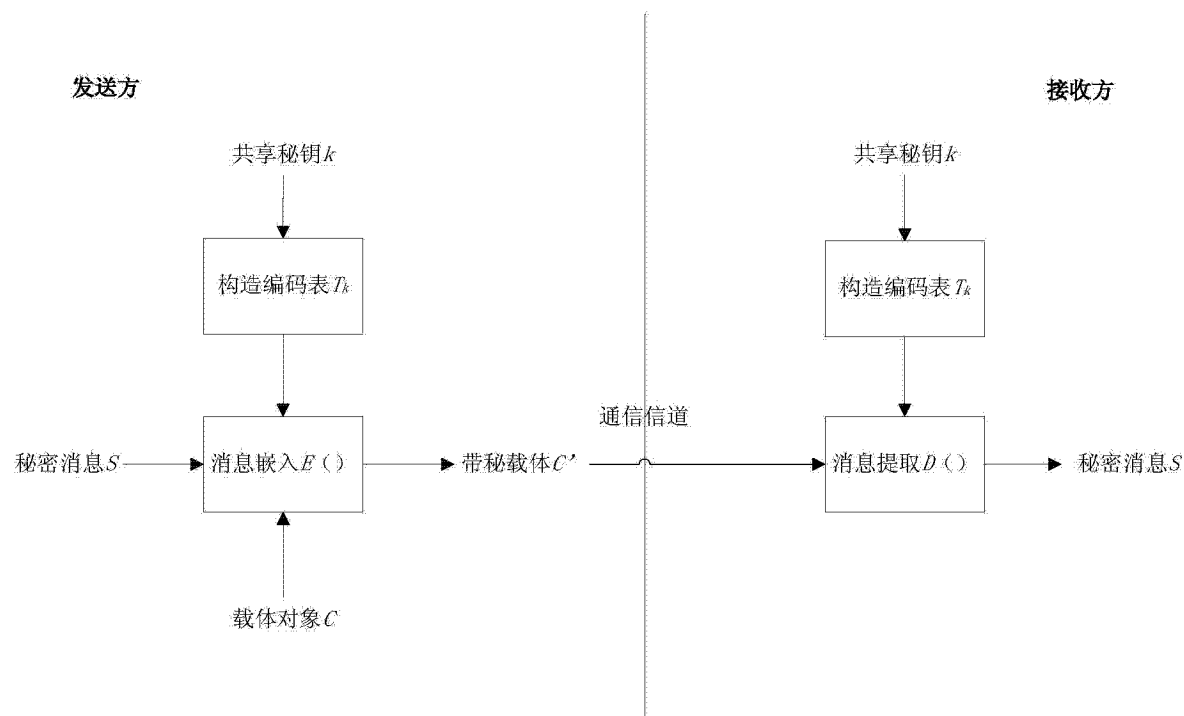 发送方
接收方
共享秘钥k
共享秘钥k
构造编码表Tk
构造编码表Tk
通信信道
秘密消息S
消息嵌入E（）
带秘载体C’
消息提取D（）
秘密消息S
载体对象C